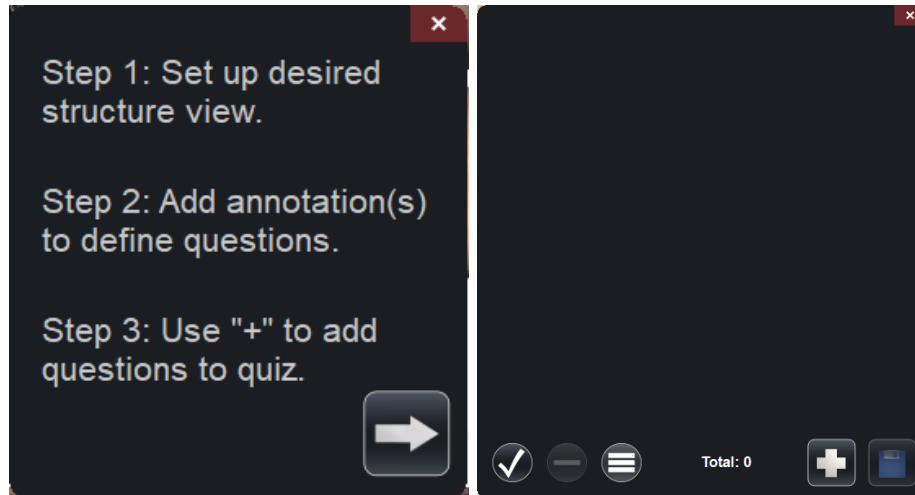 Step 1: Set up desired
structure view.
Step 2: Add annotation(s)
to define questions.
Step 3: Use "+" to add
questions to quiz.
Total: 0